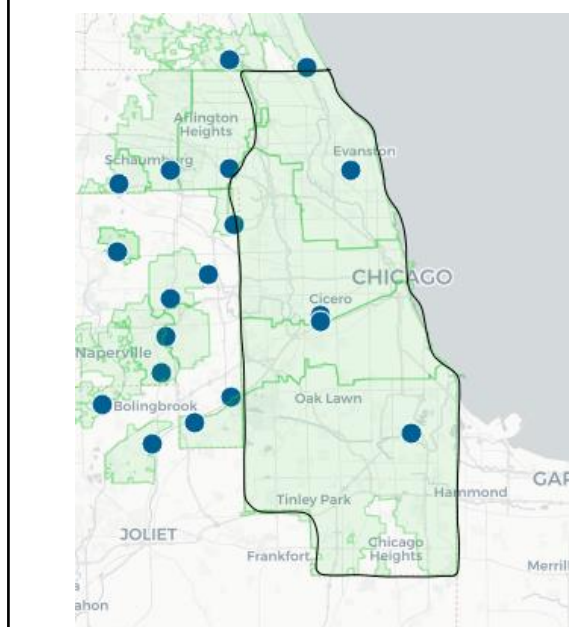 Arlington
Heights
Schaumburg
Evanston
CHICAGO
Cicero
Naperville
Bolingbrook
Oak Lawn
GAR
Tinley Park
Hammond
JOLIET
Frankfort
Chicago
Heights
Merrill
a
ahon